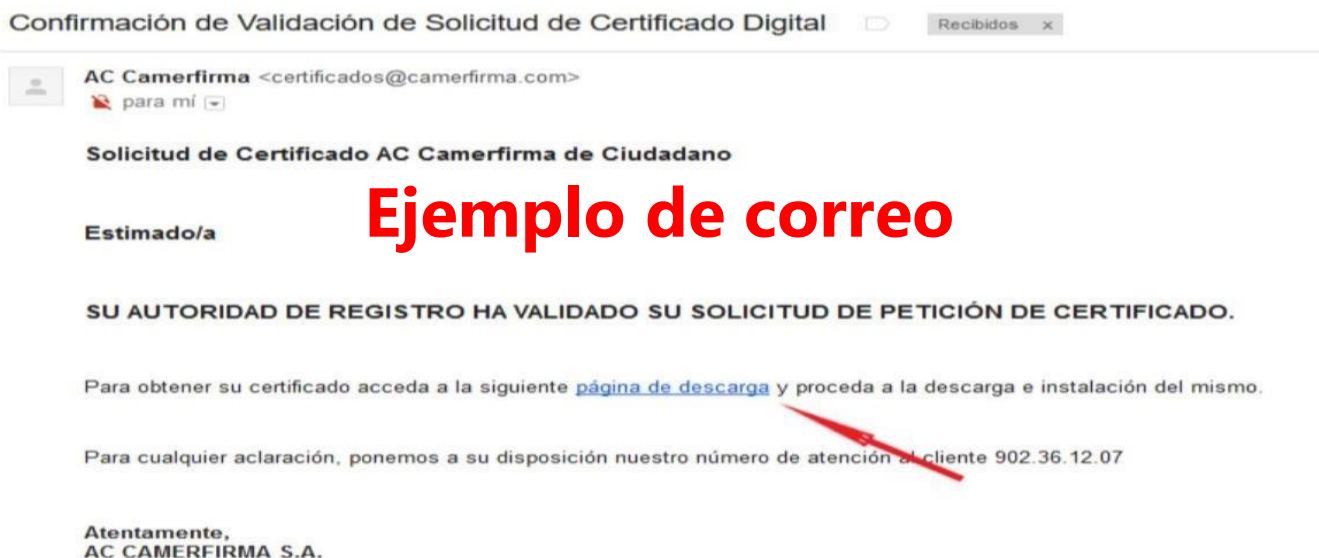 Confirmación de Validación de Solicitud de Certificado Digital Recibidos x
AC Camerfirma <certificados@camerfirma.com>
para mí
Solicitud de Certificado AC Camerfirma de Ciudadano
Ejemplo de correo
Estimado/a
SU AUTORIDAD DE REGISTRO HA VALIDADO SU SOLICITUD DE PETICIÓN DE CERTIFICADO.
Para obtener su certificado acceda a la siguiente página de descarga y proceda a la descarga e instalación del mismo.
Para cualquier aclaración, ponemos a su disposición nuestro número de atención al cliente 902.36.12.07
Atentamente,
AC CAMERFIRMA S.A.